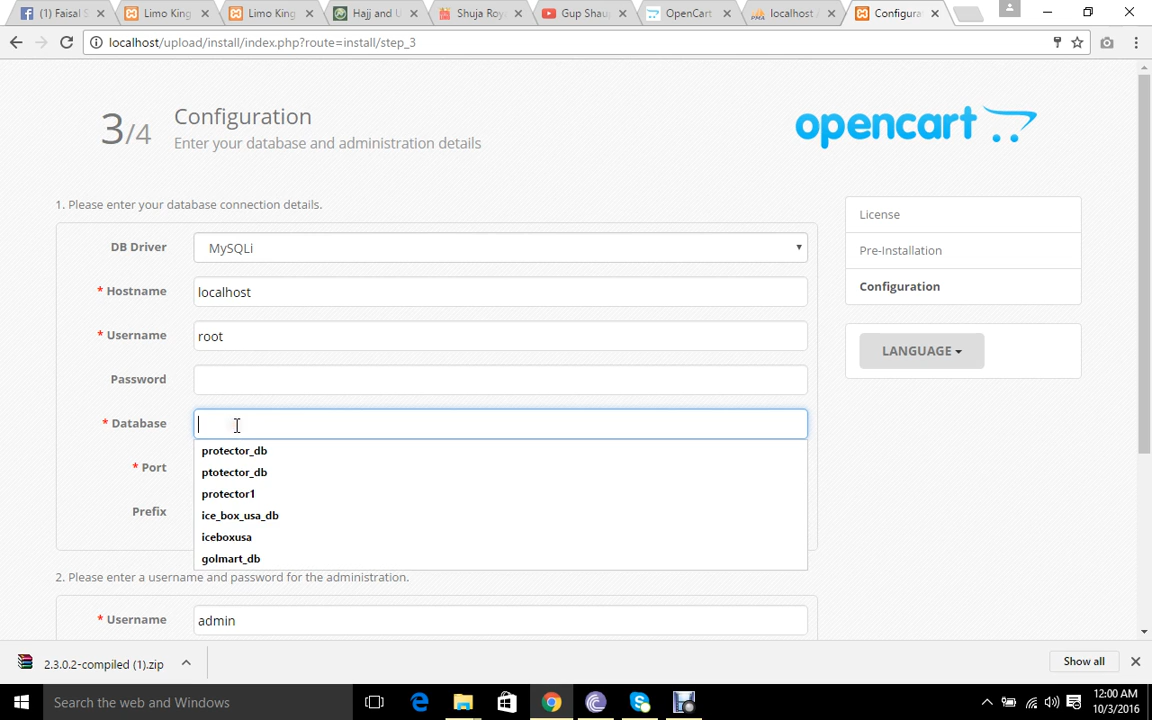 (1) Faisal S
Limo King
Limo King
Hajj and U
Shuja Roy
Gup Shau
OpenCart
localhost /
Configura
localhost/upload/install/index.php?route=install/step_3
3/4
Configuration
Enter your database and administration details
opencart
1. Please enter your database connection details.
DB Driver
MySQLi
* Hostname
localhost
* Username
root
Password
* Database
protector_db
ptotector_db
* Port
protector1
Prefix
ice_box_usa_db
iceboxusa
golmart_db
License
Pre-Installation
Configuration
LANGUAGE
2. Please enter a username and password for the administration.
* Username
admin
2.3.0.2-compiled (1).zip
Show all
Search the web and Windows
12:00 AM
10/3/2016